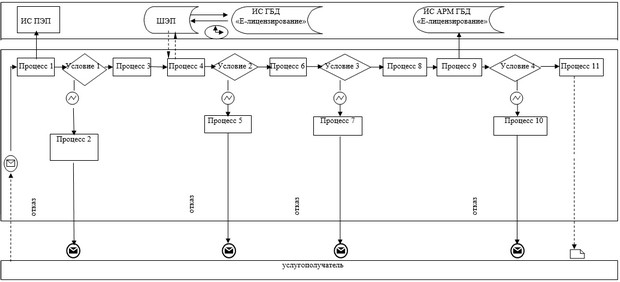 ИС ПЭП
ШЭП
ИС ГБД
«Е-лицензирование»
ИС АРМ ГБД
«Е-лицензирование»
Процесс 1
Условие 1
Процесс 3
Процесс 4
Условие 2
Процесс 6
Условие 3
Процесс 8
Процесс 9
Условие 4
Процесс 11
Процесс 2
Процесс 5
Процесс 7
Процесс 10
отказ
отказ
отказ
отказ
услугополучатель